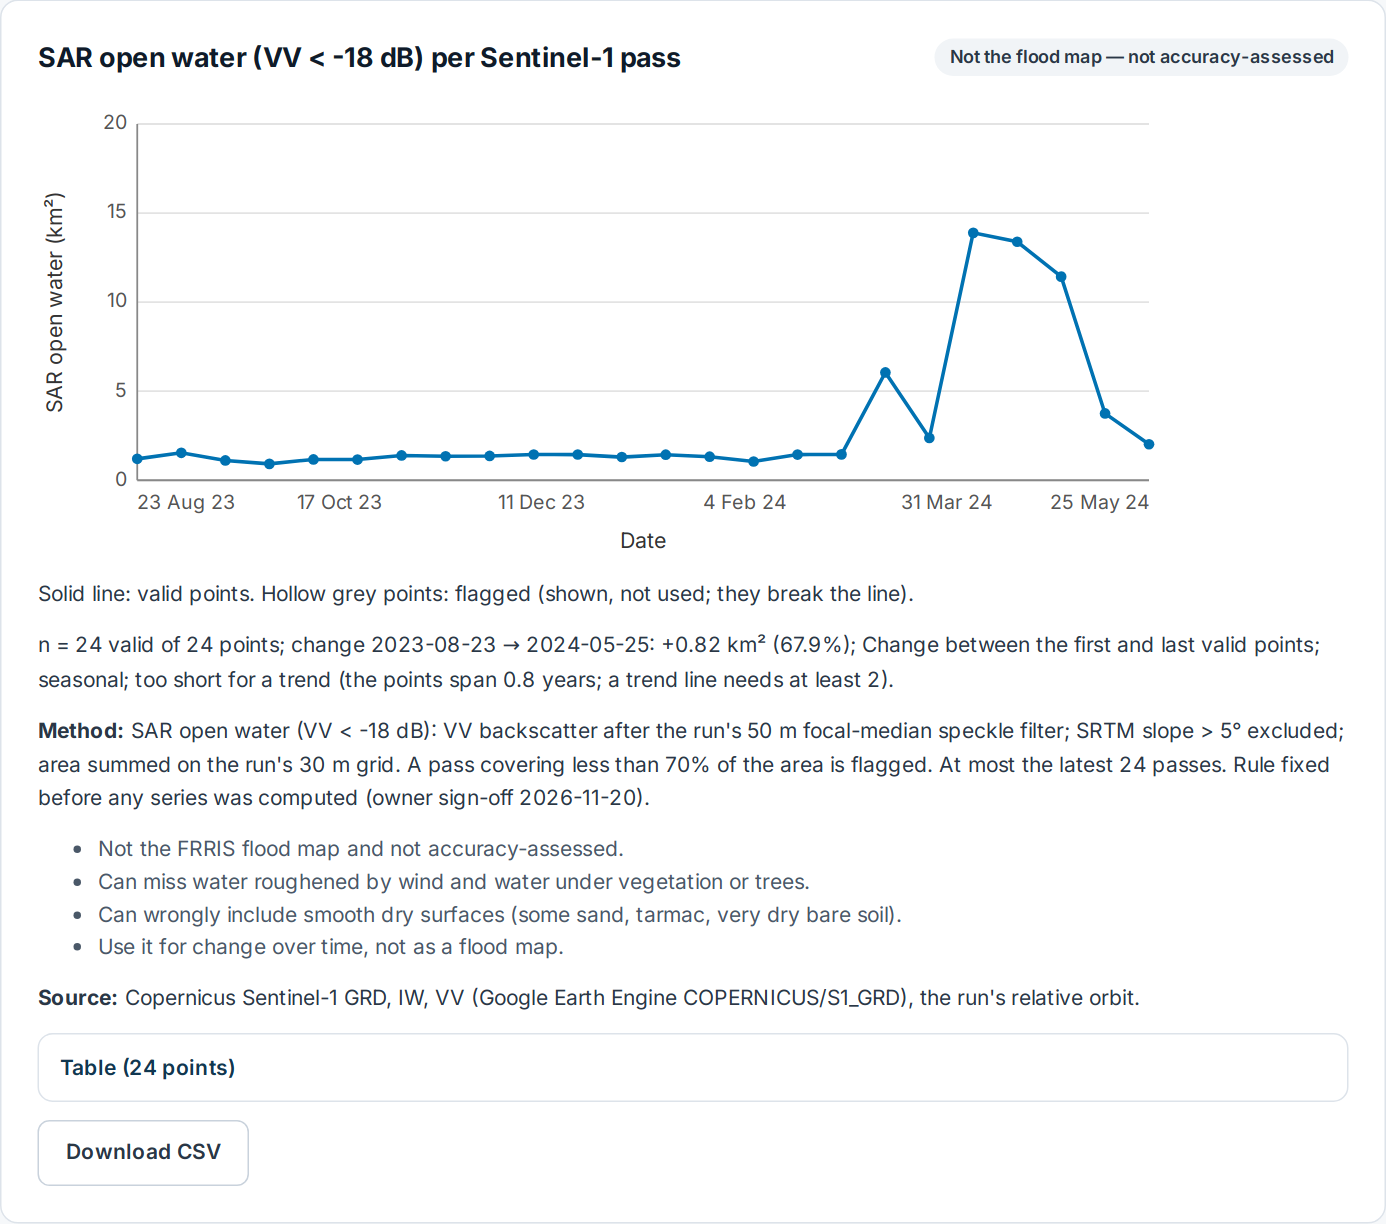 SAR open water (VV < -18 dB) per Sentinel-1 pass
Not the flood map — not accuracy-assessed
20
15
10
5
0
SAR open water (km²)
23 Aug 23
17 Oct 23
11 Dec 23
4 Feb 24
31 Mar 24
25 May 24
Date
Solid line: valid points. Hollow grey points: flagged (shown, not used; they break the line).
n = 24 valid of 24 points; change 2023-08-23 → 2024-05-25: +0.82 km² (67.9%); Change between the first and last valid points;
seasonal; too short for a trend (the points span 0.8 years; a trend line needs at least 2).
Method: SAR open water (VV < -18 dB): VV backscatter after the run's 50 m focal-median speckle filter; SRTM slope > 5° excluded;
area summed on the run's 30 m grid. A pass covering less than 70% of the area is flagged. At most the latest 24 passes. Rule fixed
before any series was computed (owner sign-off 2026-11-20).
• Not the FRRIS flood map and not accuracy-assessed.
• Can miss water roughened by wind and water under vegetation or trees.
• Can wrongly include smooth dry surfaces (some sand, tarmac, very dry bare soil).
• Use it for change over time, not as a flood map.
Source: Copernicus Sentinel-1 GRD, IW, VV (Google Earth Engine COPERNICUS/S1_GRD), the run's relative orbit.
Table (24 points)
Download CSV